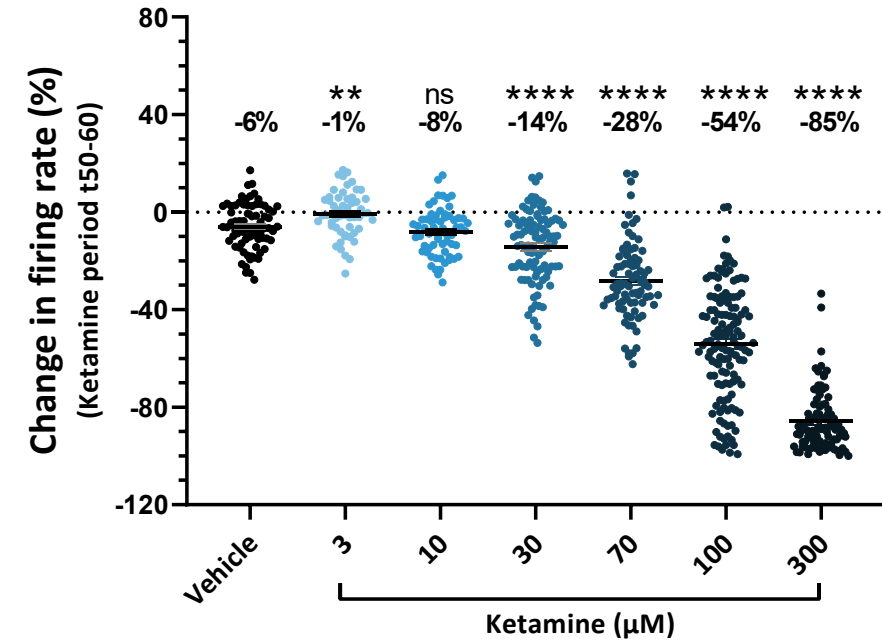 Change in firing rate (%)
(Ketamine period t50-60)
80
40
0
-40
-80
-120
** ns **** **** **** ****
-6% -1% -8% -14% -28% -54% -85%
Vehicle 3 10 30 70 100 300
Ketamine (µM)